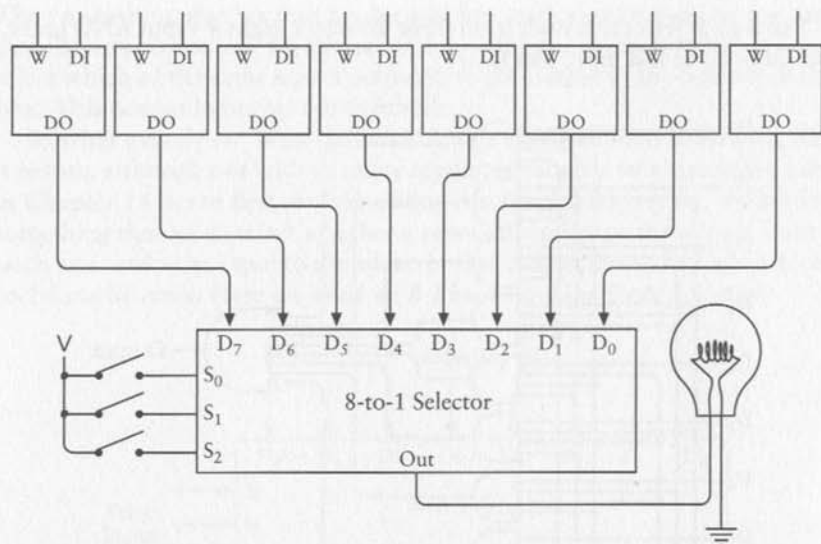 W DI W DI W DI W DI W DI W DI W DI W DI
DO DO DO DO DO DO DO DO
V
D₇ D₆ D₅ D₄ D₃ D₂ D₁ D₀
S₀
8-to-1 Selector
S₁
S₂
Out